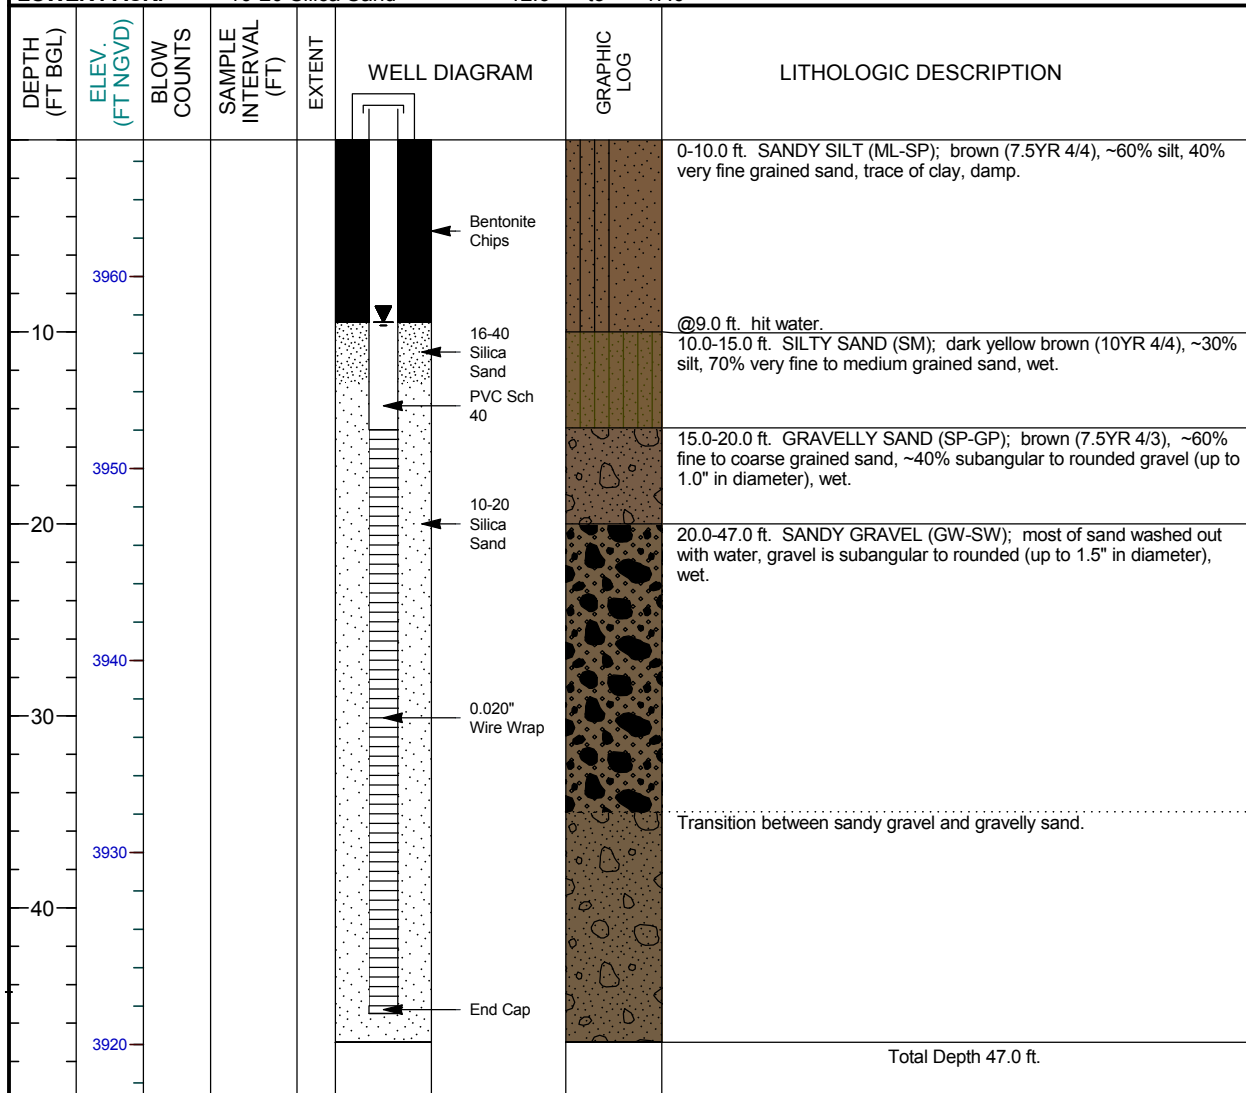 DEPTH
(FT BGL)
ELEV.
(FT NGVD)
BLOW
COUNTS
SAMPLE
INTERVAL
(FT)
EXTENT
WELL DIAGRAM
GRAPHIC
LOG
LITHOLOGIC DESCRIPTION
0-10.0 ft. SANDY SILT (ML-SP); brown (7.5YR 4/4), ~60% silt, 40%
very fine grained sand, trace of clay, damp.
Bentonite
Chips
3960
@9.0 ft. hit water.
10
16-40
Silica
Sand
10.0-15.0 ft. SILTY SAND (SM); dark yellow brown (10YR 4/4), ~30%
silt, 70% very fine to medium grained sand, wet.
PVC Sch
40
15.0-20.0 ft. GRAVELLY SAND (SP-GP); brown (7.5YR 4/3), ~60%
fine to coarse grained sand, ~40% subangular to rounded gravel (up to
1.0" in diameter), wet.
3950
10-20
Silica
Sand
20
20.0-47.0 ft. SANDY GRAVEL (GW-SW); most of sand washed out
with water, gravel is subangular to rounded (up to 1.5" in diameter),
wet.
3940
30
0.020"
Wire Wrap
Transition between sandy gravel and gravelly sand.
3930
40
End Cap
3920
Total Depth 47.0 ft.